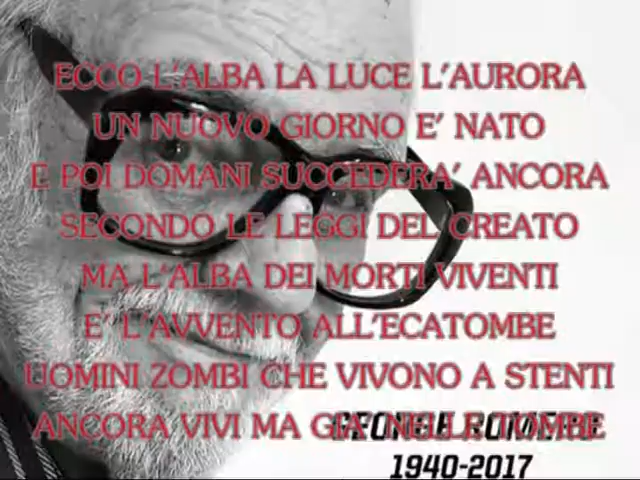 ECCO L'ALBA LA LUCE L'AURORA
UN NUOVO GIORNO E' NATO
E POI DOMANI SUCCEDERA' ANCORA
SECONDO LE LEGGI DEL CREATO
MA L'ALBA DEI MORTI VIVENTI
E' L'AVVENTO ALL'ECATOMBE
UOMINI ZOMBI CHE VIVONO A STENTI
ANCORA VIVI MA GIA' NELLE TOMBE
GEORGE ROMERO
1940-2017